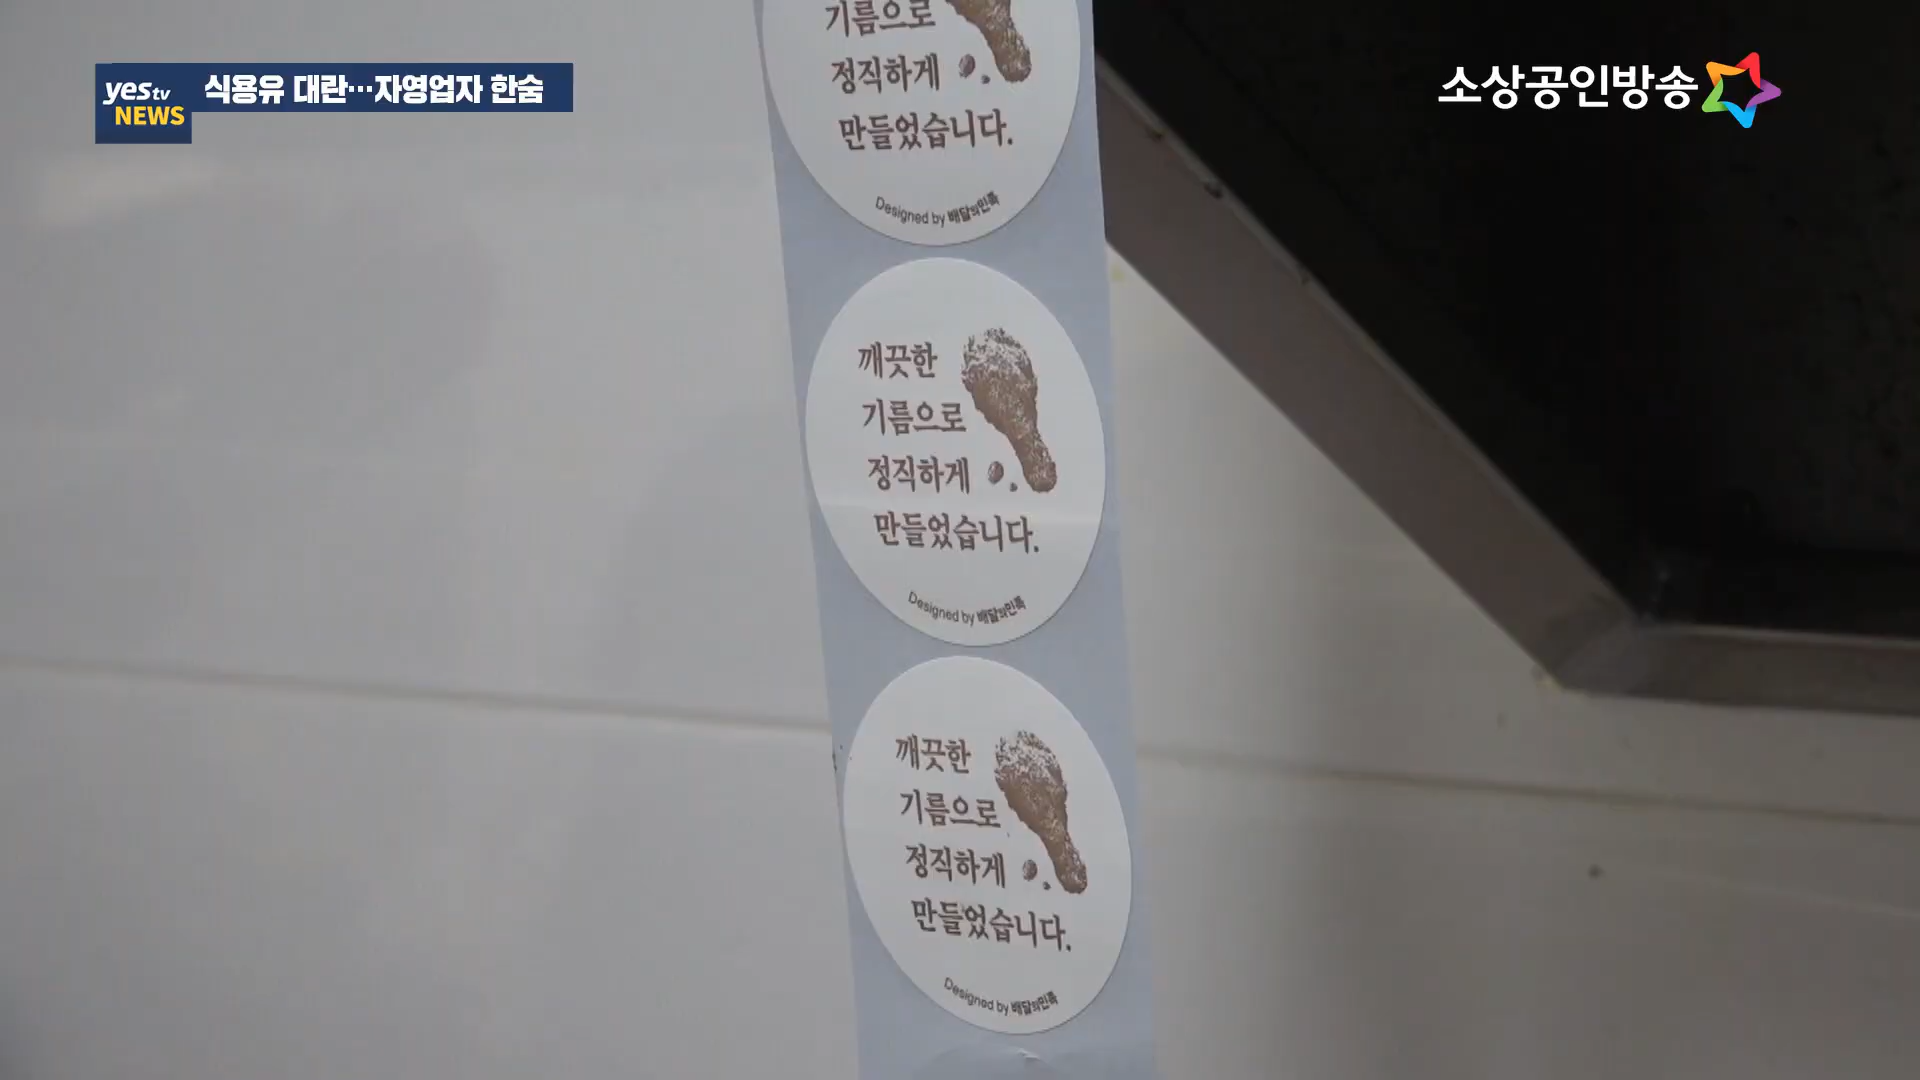 yes tv
NEWS
식용유 대란…자영업자 한숨
소상공인방송
기름으로
정직하게
만들었습니다.
Designed by 배달의민족
깨끗한
기름으로
정직하게
만들었습니다.
Designed by 배달의민족
깨끗한
기름으로
정직하게
만들었습니다.
Designed by 배달의민족